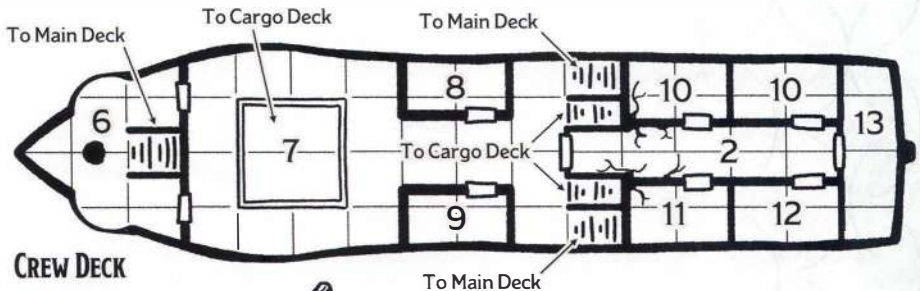 To Main Deck
To Cargo Deck
To Main Deck
6
7
8
10
10
13
To Cargo Deck
2
9
11
12
CREW DECK
To Main Deck